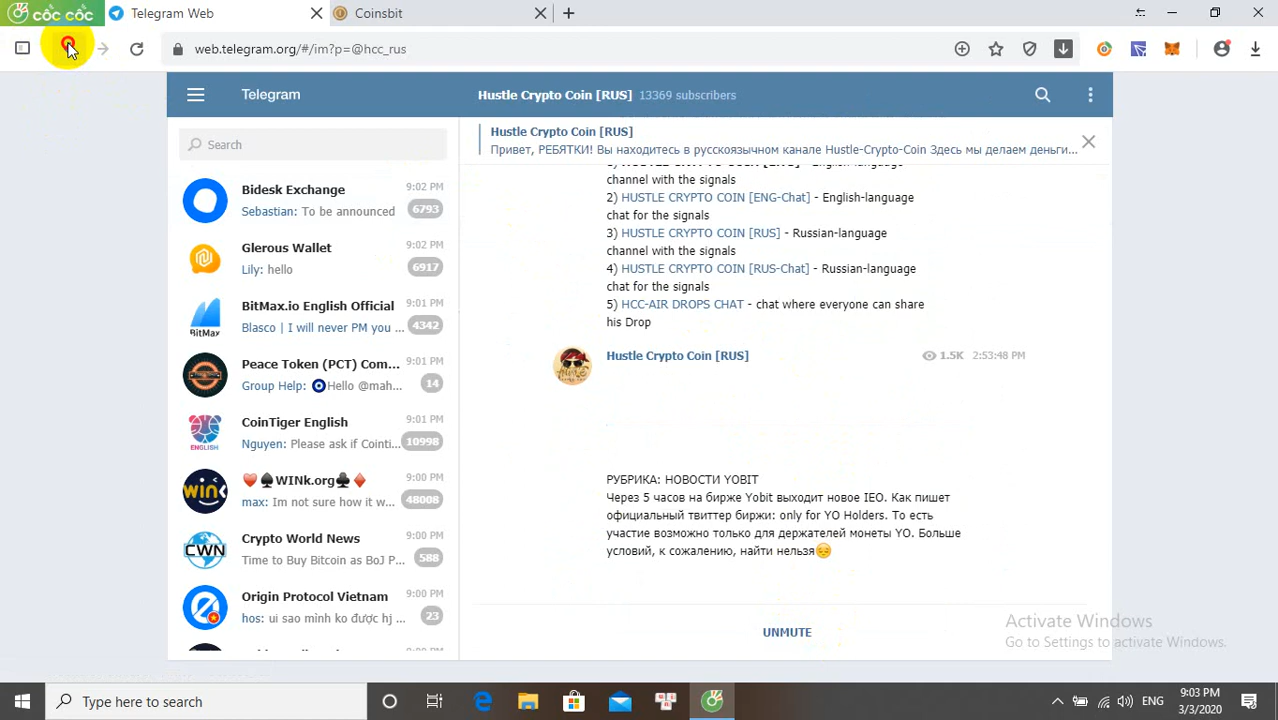 cốc cốc
Telegram Web
Coinsbit
web.telegram.org/#/im?p=@hcc_rus
Telegram
Hustle Crypto Coin [RUS] 13369 subscribers
Search
Hustle Crypto Coin [RUS]
Привет, РЕБЯТКИ! Вы находитесь в русскоязычном канале Hustle-Crypto-Coin Здесь мы делаем деньги...
Bidesk Exchange 9:02 PM
Sebastian: To be announced 6793
Glerous Wallet 9:02 PM
Lily: hello 6917
BitMax.io English Official 9:01 PM
Blasco | I will never PM you ... 4342
BitMax
Peace Token (PCT) Com... 9:01 PM
Group Help: Hello @mah... 14
CoinTiger English 9:01 PM
Nguyen: Please ask if Cointi... 10998
ENGLISH
♥️♠️WINk.org♣️♦️ 9:00 PM
max: Im not sure how it w... 48008
WIN
Crypto World News 9:00 PM
Time to Buy Bitcoin as BoJ P... 588
CWN
Origin Protocol Vietnam 9:00 PM
hos: ui sao mình ko được hj ... 23
channel with the signals
2) HUSTLE CRYPTO COIN [ENG-Chat] - English-language
chat for the signals
3) HUSTLE CRYPTO COIN [RUS] - Russian-language
channel with the signals
4) HUSTLE CRYPTO COIN [RUS-Chat] - Russian-language
chat for the signals
5) HCC-AIR DROPS CHAT - chat where everyone can share
his Drop
Hustle Crypto Coin [RUS] 1.5K 2:53:48 PM
РУБРИКА: НОВОСТИ YOBIT
Через 5 часов на бирже Yobit выходит новое IEO. Как пишет
официальный твиттер биржи: only for YO Holders. То есть
участие возможно только для держателей монеты YO. Больше
условий, к сожалению, найти нельзя😔
UNMUTE
Activate Windows
Go to Settings to activate Windows.
Type here to search
ENG
9:03 PM
3/3/2020